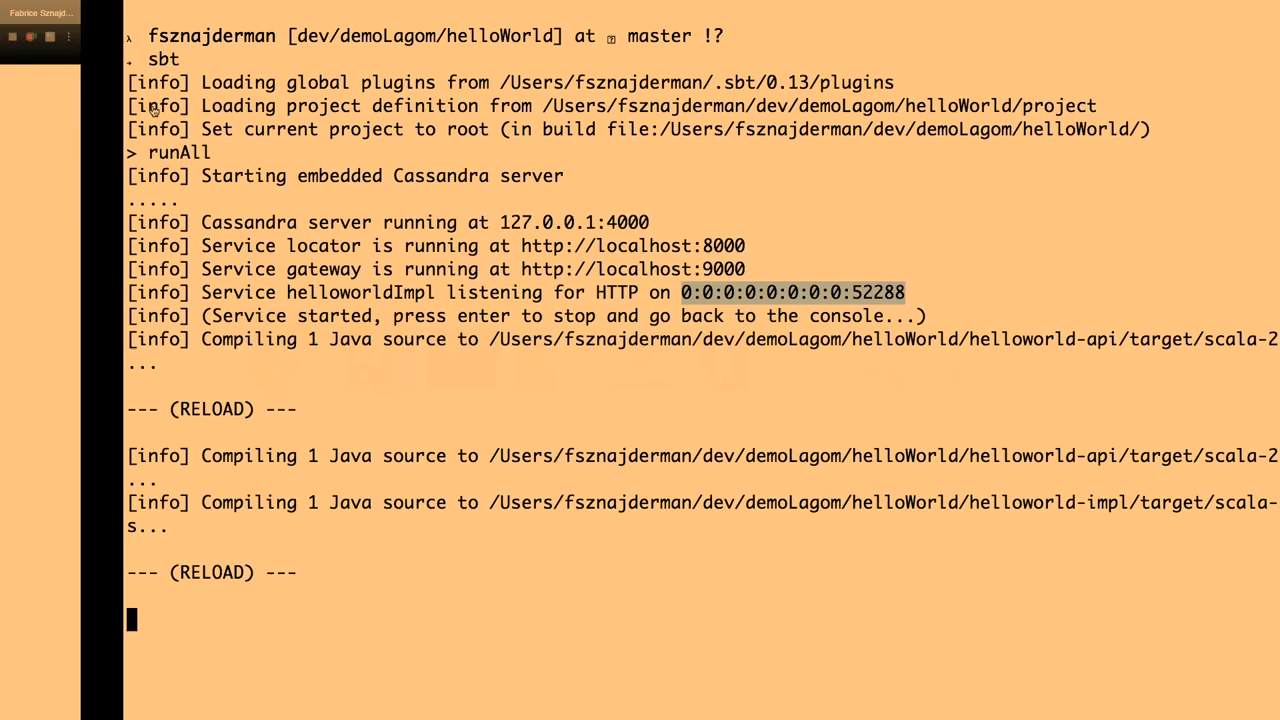 Fabrice Sznajd...
λ fsznajderman [dev/demoLagom/helloWorld] at master !?
→ sbt
[info] Loading global plugins from /Users/fsznajderman/.sbt/0.13/plugins
[info] Loading project definition from /Users/fsznajderman/dev/demoLagom/helloWorld/project
[info] Set current project to root (in build file:/Users/fsznajderman/dev/demoLagom/helloWorld/)
> runAll
[info] Starting embedded Cassandra server
.....
[info] Cassandra server running at 127.0.0.1:4000
[info] Service locator is running at http://localhost:8000
[info] Service gateway is running at http://localhost:9000
[info] Service helloworldImpl listening for HTTP on 0:0:0:0:0:0:0:0:52288
[info] (Service started, press enter to stop and go back to the console...)
[info] Compiling 1 Java source to /Users/fsznajderman/dev/demoLagom/helloWorld/helloworld-api/target/scala-2
...
--- (RELOAD) ---
[info] Compiling 1 Java source to /Users/fsznajderman/dev/demoLagom/helloWorld/helloworld-api/target/scala-2
...
[info] Compiling 1 Java source to /Users/fsznajderman/dev/demoLagom/helloWorld/helloworld-impl/target/scala-
s...
--- (RELOAD) ---